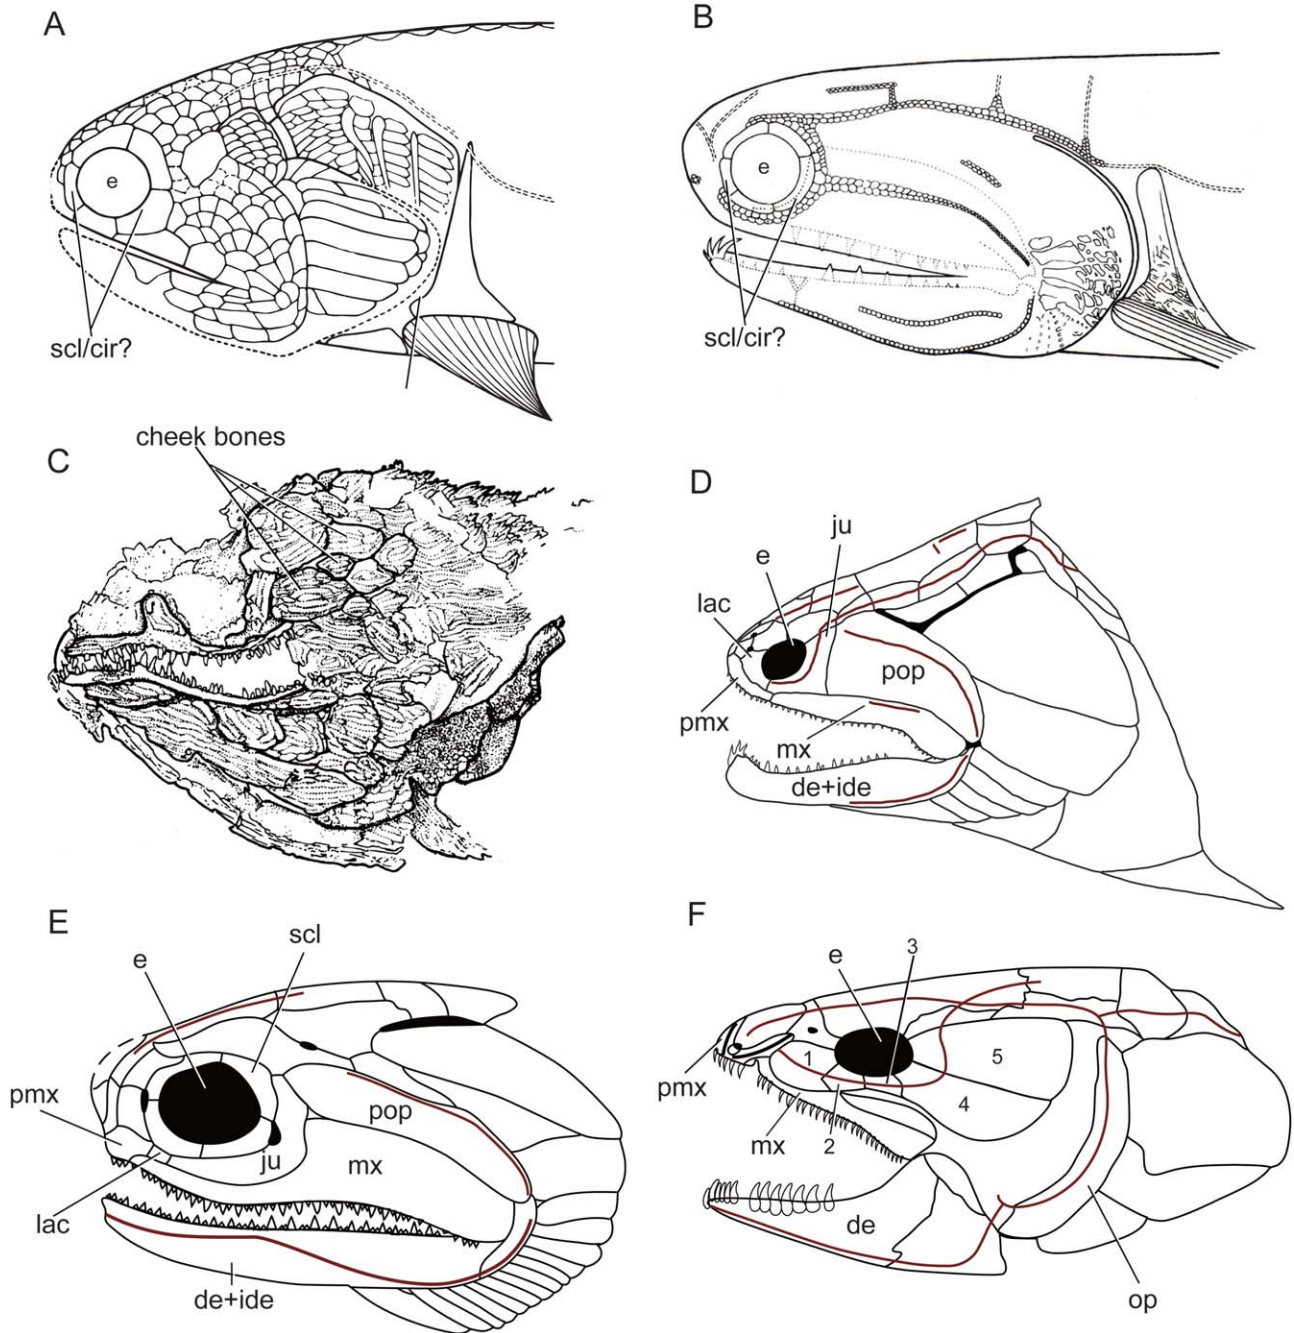 A
e
scl/cir?
B
e
scl/cir?
C
cheek bones
D
ju
e
lac
pop
pmx
mx
de+ide
E
scl
e
pmx
pop
ju
mx
lac
de+ide
F
e
3
1
5
pmx
4
mx
2
de
op